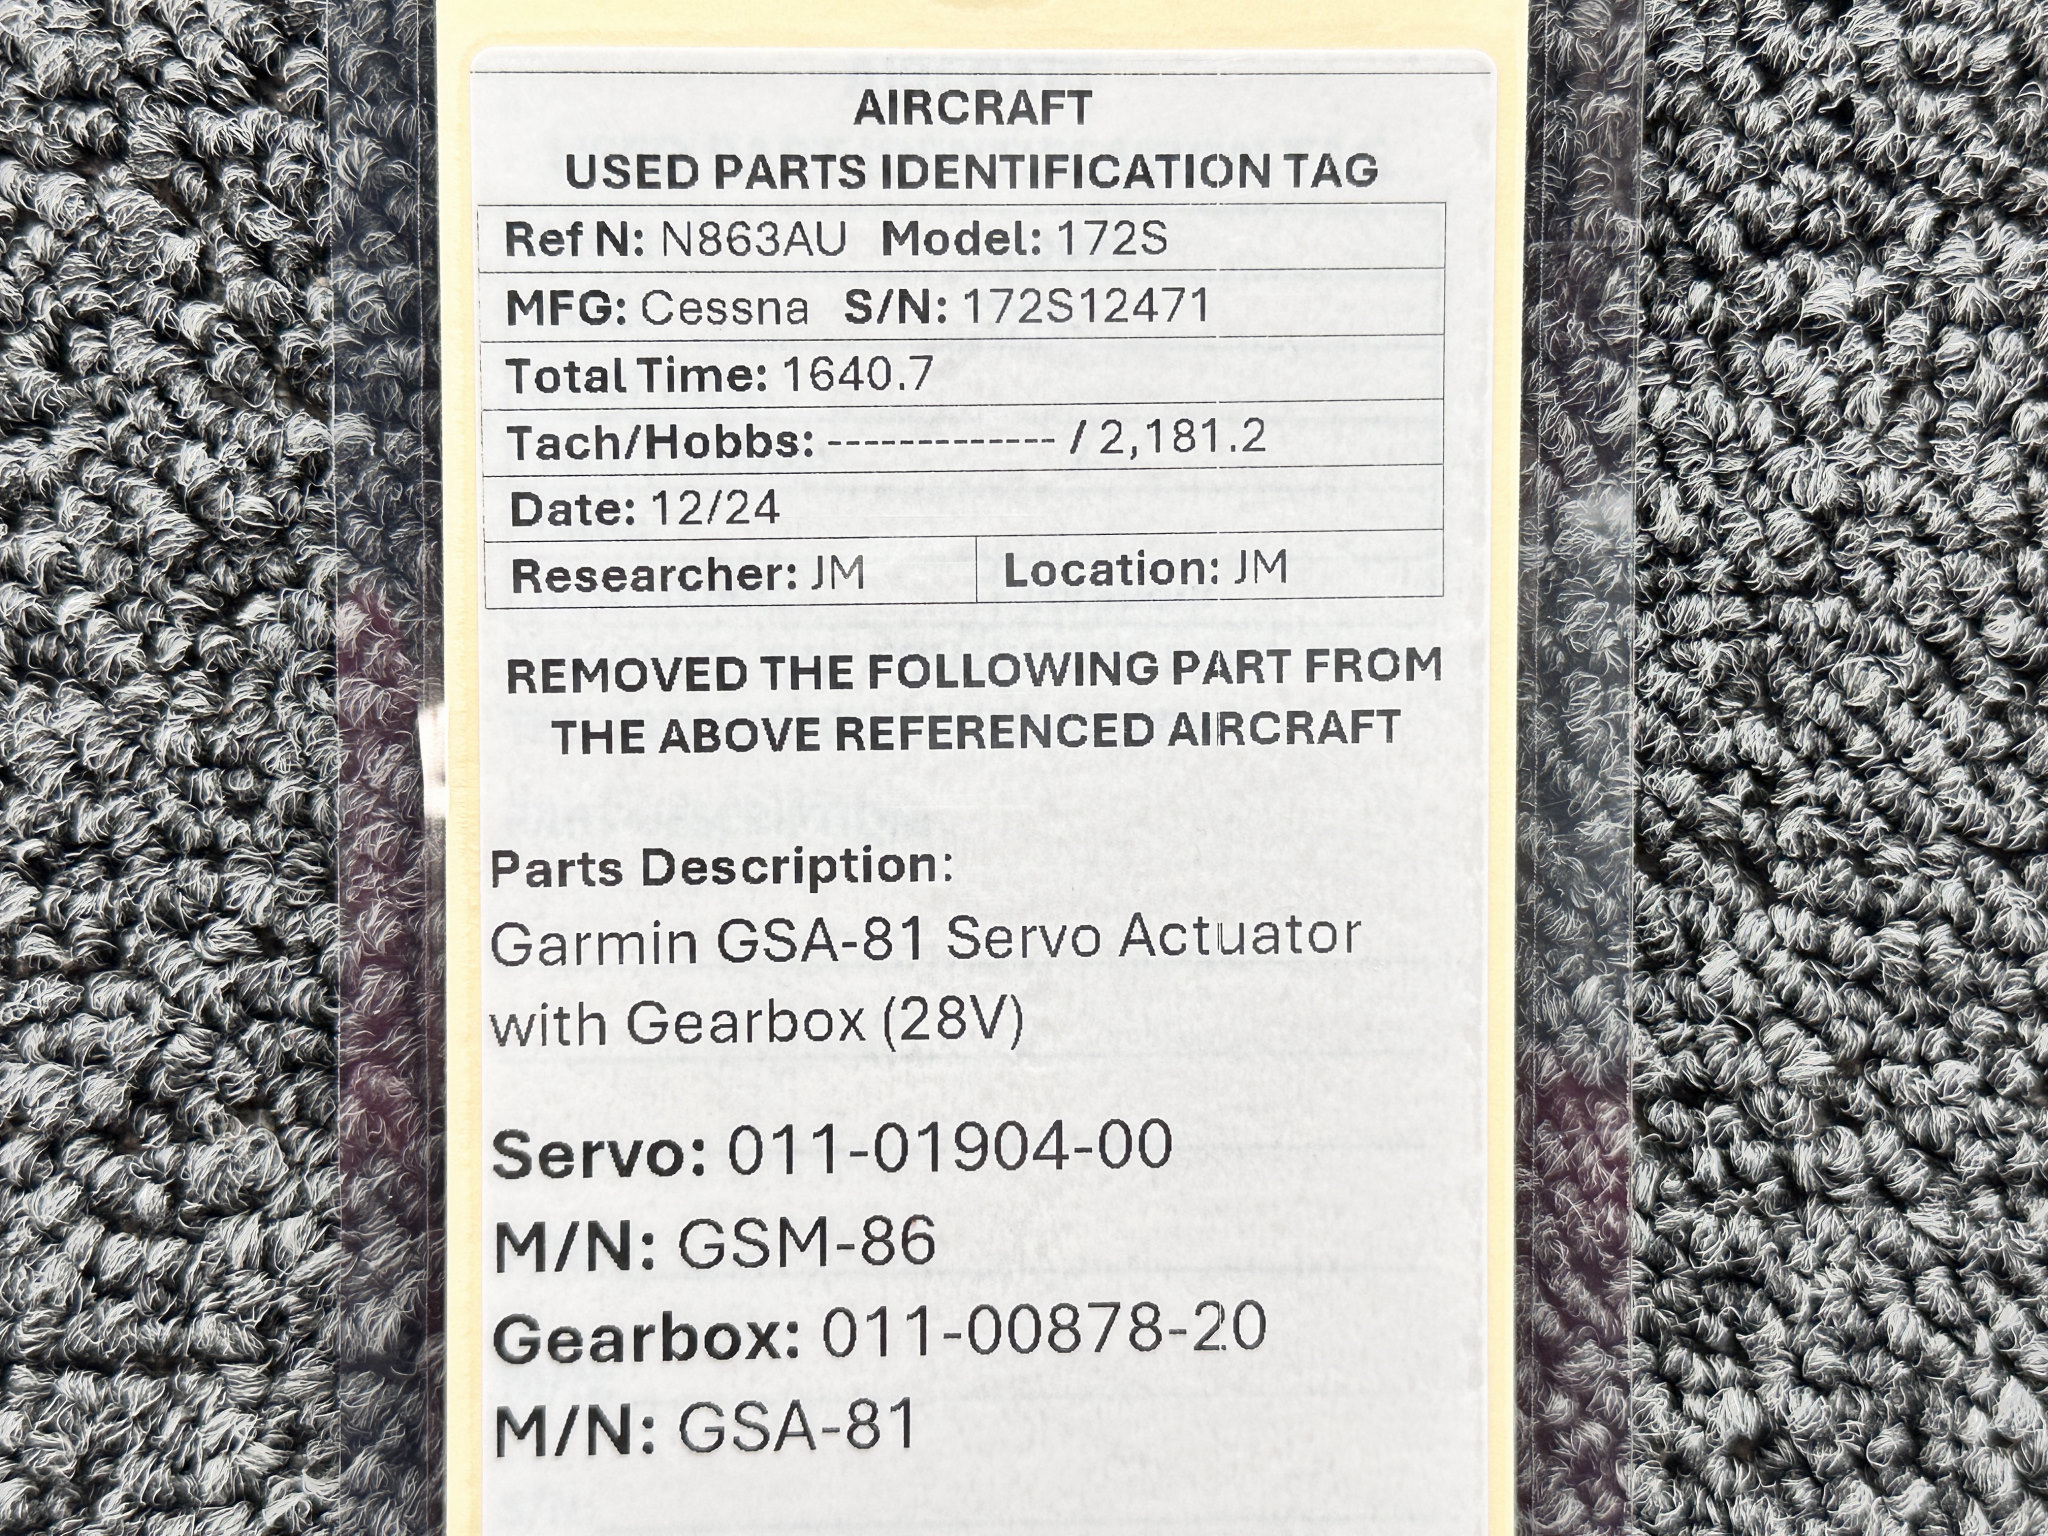 AIRCRAFT
USED PARTS IDENTIFICATION TAG
Ref N: N863AU Model: 172S
MFG: Cessna S/N: 172S12471
Total Time: 1640.7
Tach/Hobbs: ------------- / 2,181.2
Date: 12/24
Researcher: JM Location: JM
REMOVED THE FOLLOWING PART FROM
THE ABOVE REFERENCED AIRCRAFT
Parts Description:
Garmin GSA-81 Servo Actuator
with Gearbox (28V)
Servo: 011-01904-00
M/N: GSM-86
Gearbox: 011-00878-20
M/N: GSA-81